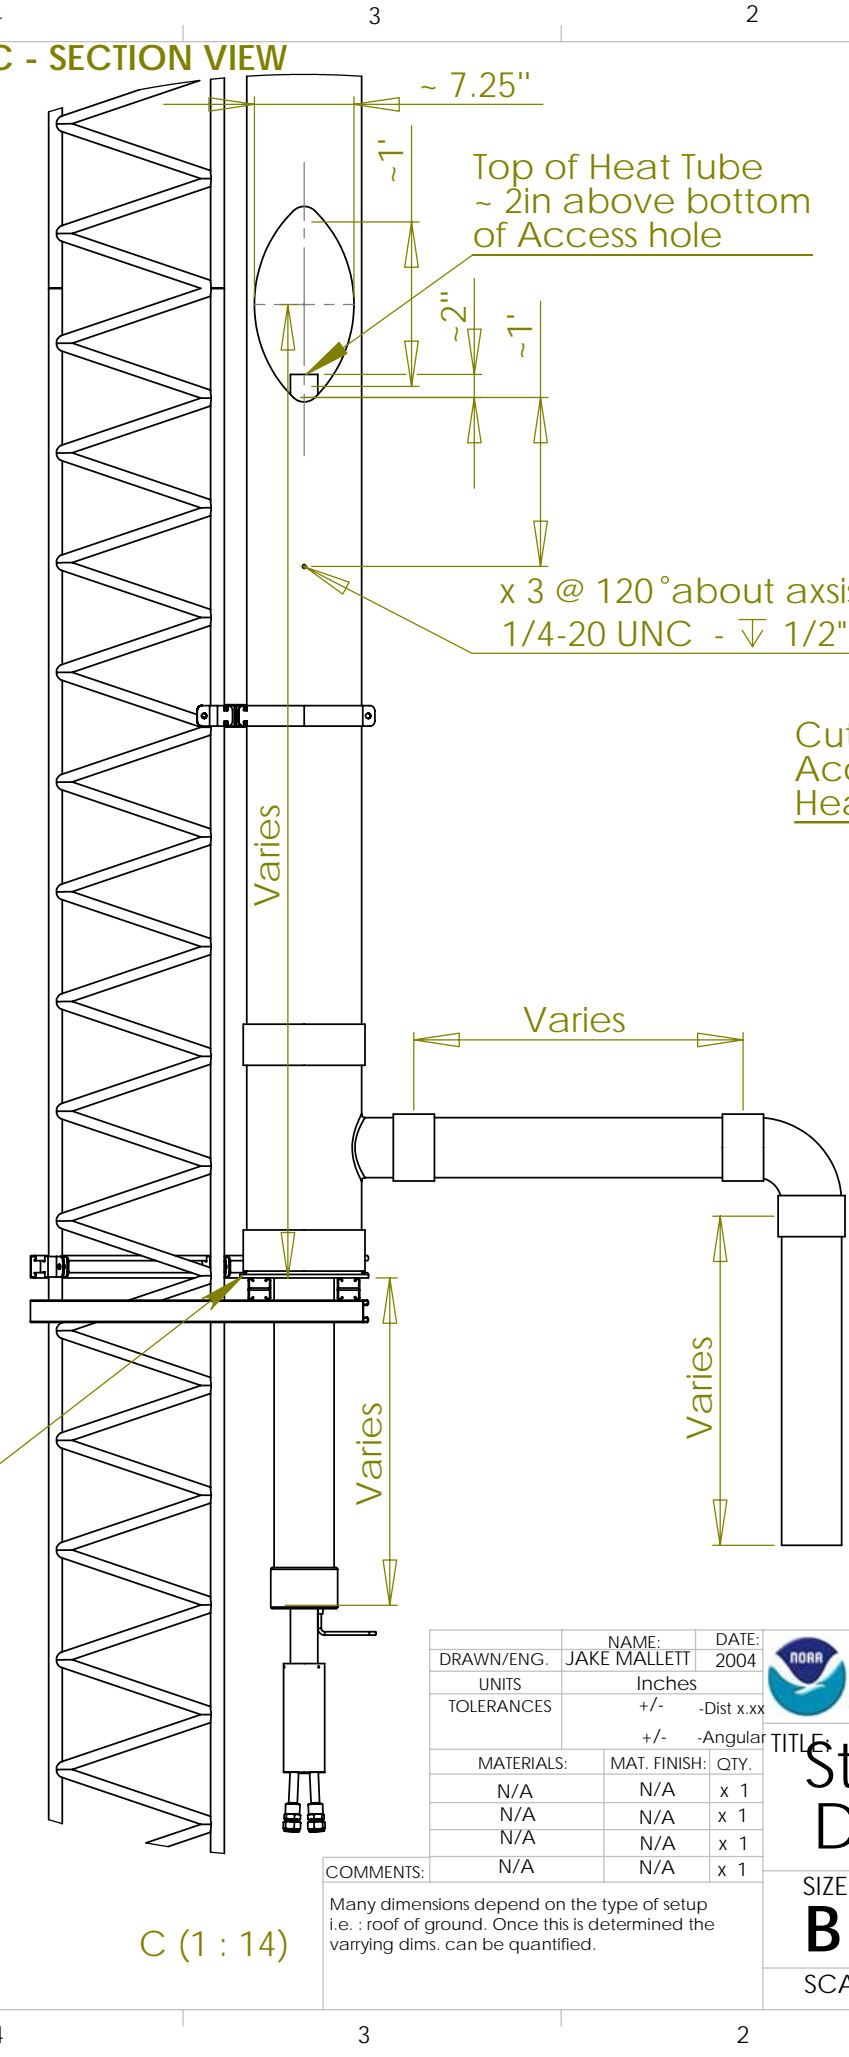 3
2
C - SECTION VIEW
~ 7.25"
~1'
Top of Heat Tube
~ 2in above bottom
of Access hole
~2"
~1'
x 3 @ 120°about axsis
1/4-20 UNC - ↧ 1/2"
Varies
Varies
Varies
Varies
NAME:
DATE:
DRAWN/ENG.
JAKE MALLETT
2004
UNITS
Inches
TOLERANCES
+/- -Dist x.xx
+/- -Angular
NOAA
TITLE:
MATERIALS:
MAT. FINISH:
QTY.
N/A
N/A
x 1
N/A
N/A
x 1
N/A
N/A
x 1
N/A
N/A
x 1
SIZE
B
COMMENTS:
Many dimensions depend on the type of setup
i.e. : roof of ground. Once this is determined the
varrying dims. can be quantified.
C (1 : 14)
3
2